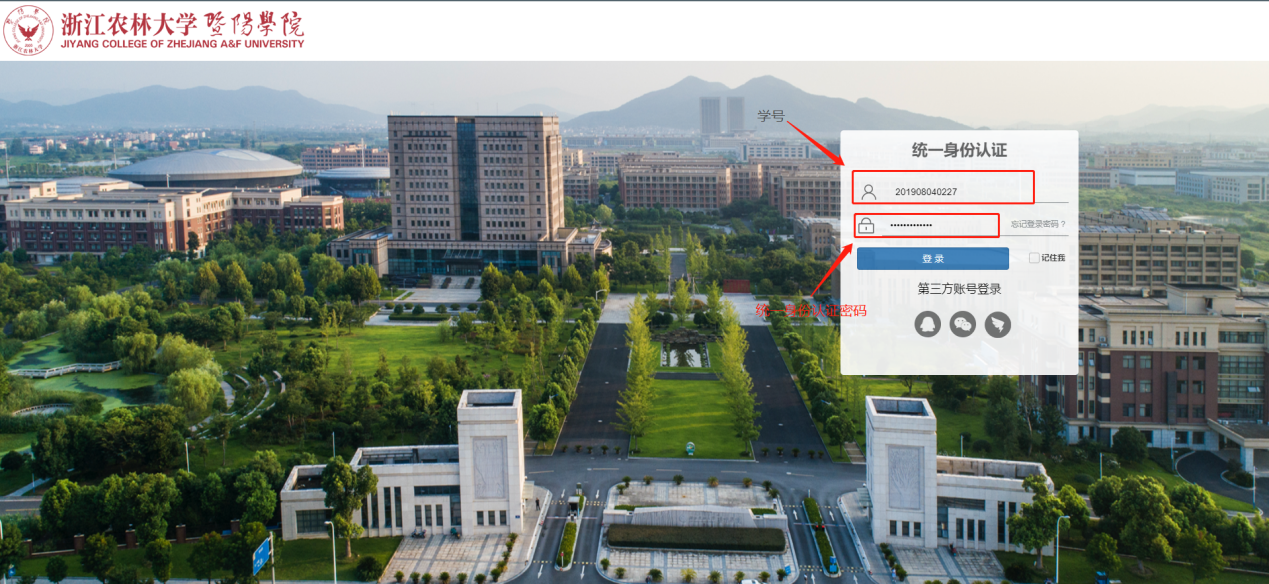 浙江农林大学 暨陽學院
JIYANG COLLEGE OF ZHEJIANG A&F UNIVERSITY
学号
统一身份认证
201908040227
•••••••••••••
忘记登录密码？
登 录
记住我
统一身份认证密码
第三方账号登录